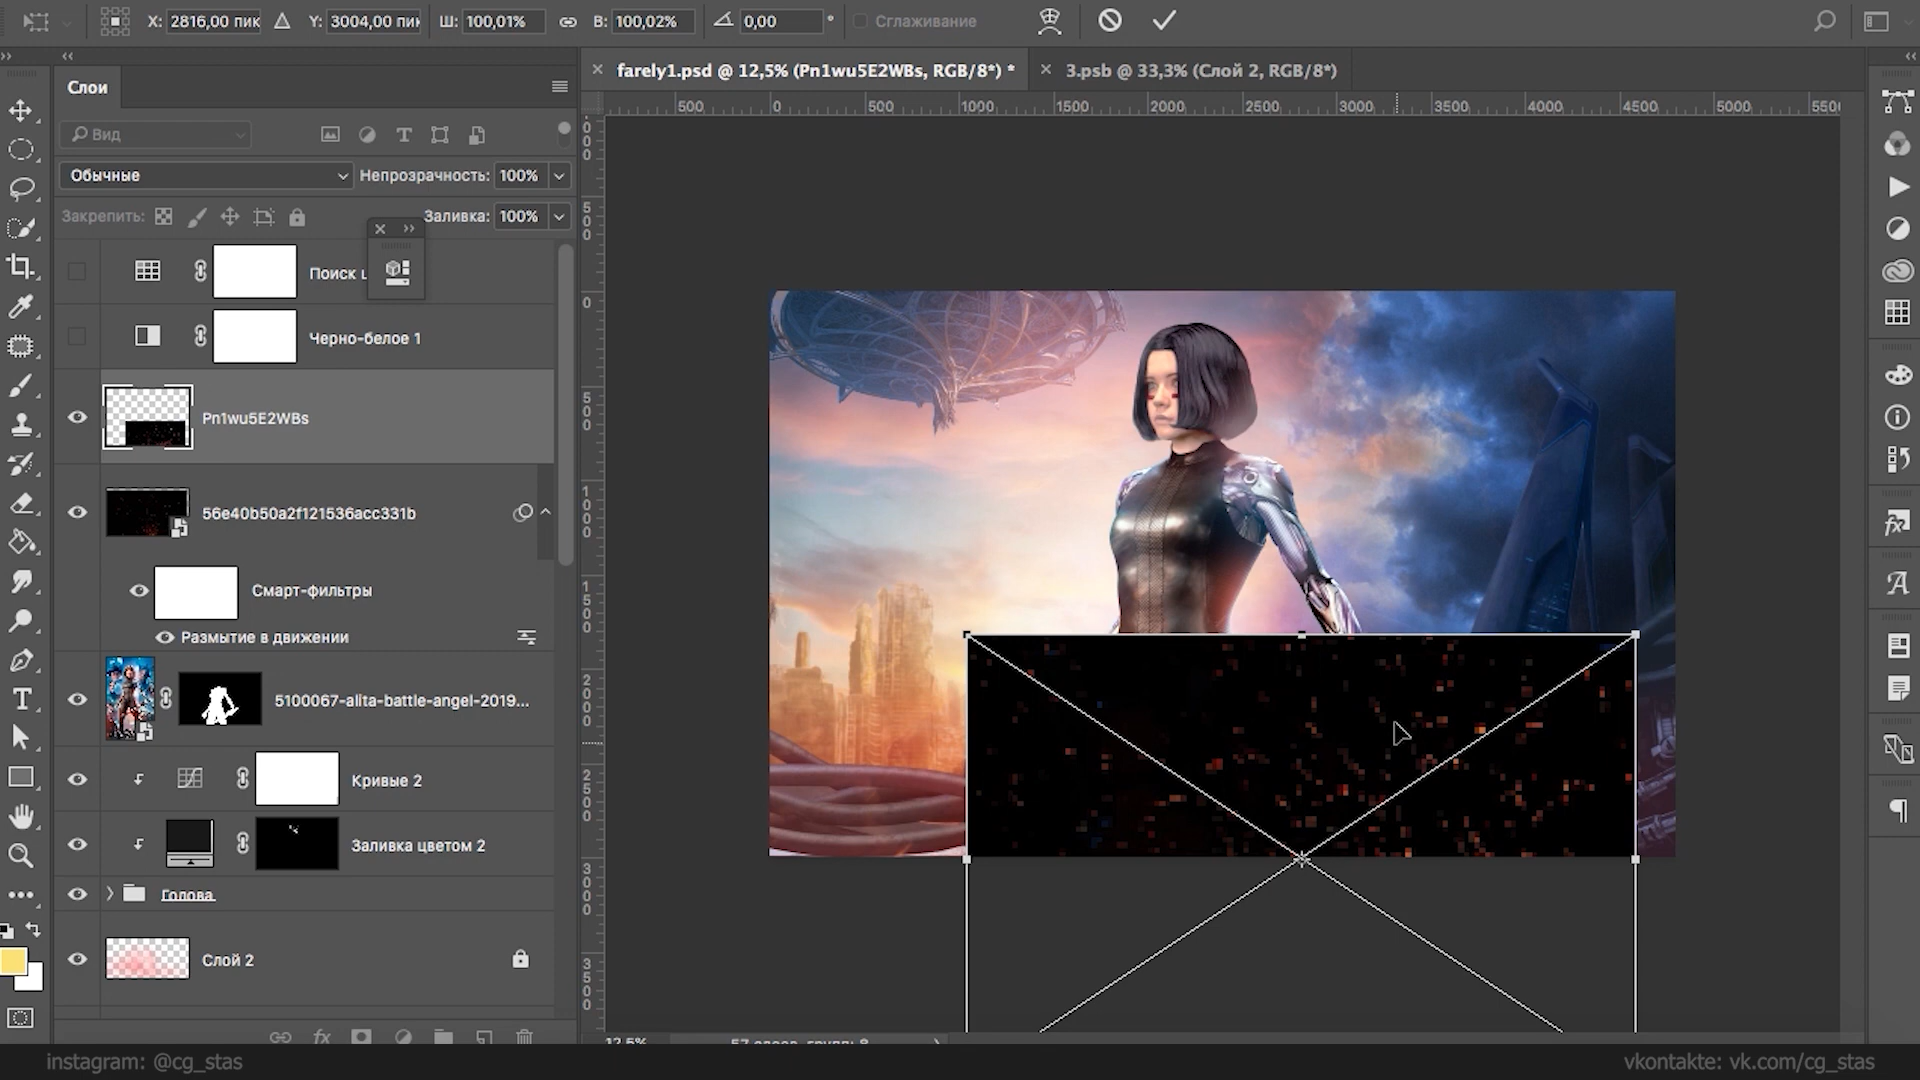 X: 2816,00 пик Y: 3004,00 пик Ш: 100,01% В: 100,02% 0,00 ° Сглаживание
Слои
farely1.psd @ 12,5% (Pn1wu5E2WBs, RGB/8*) *
3.psb @ 33,3% (Слой 2, RGB/8*)
500 0 500 1000 1500 2000 2500 3000 3500 4000 4500 5000 550
Вид
Обычные Непрозрачность: 100%
Закрепить: Заливка: 100%
Поиск ц
Черно-белое 1
Pn1wu5E2WBs
56e40b50a2f121536acc331b
Смарт-фильтры
Размытие в движении
5100067-alita-battle-angel-2019...
Кривые 2
Заливка цветом 2
Голова
Слой 2
500
0
500
1000
1500
2000
2500
3000
3500
12,5%
instagram: @cg_stas
vkontakte: vk.com/cg_stas